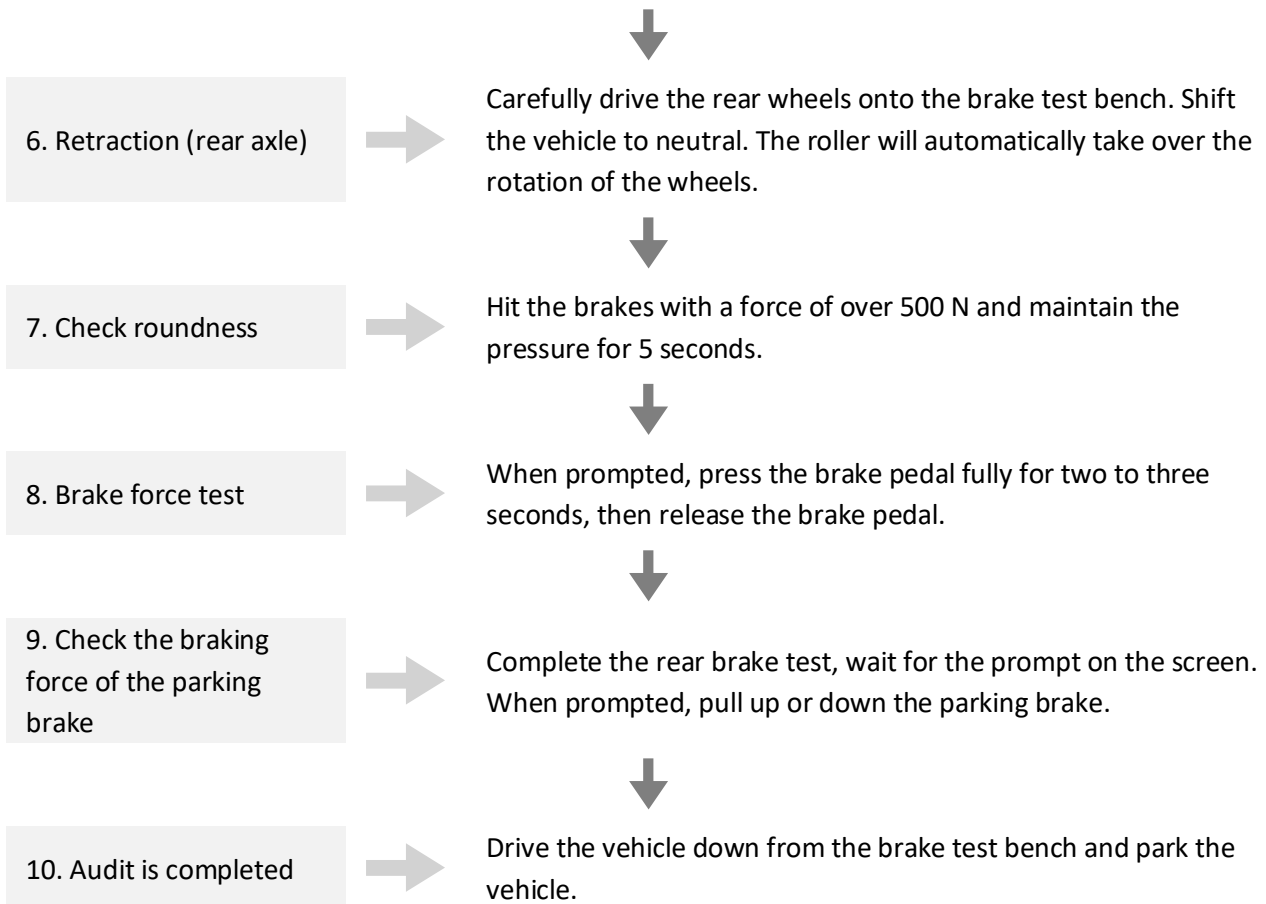 6. Retraction (rear axle)
Carefully drive the rear wheels onto the brake test bench. Shift
the vehicle to neutral. The roller will automatically take over the
rotation of the wheels.
7. Check roundness
Hit the brakes with a force of over 500 N and maintain the
pressure for 5 seconds.
8. Brake force test
When prompted, press the brake pedal fully for two to three
seconds, then release the brake pedal.
9. Check the braking
force of the parking
brake
Complete the rear brake test, wait for the prompt on the screen.
When prompted, pull up or down the parking brake.
10. Audit is completed
Drive the vehicle down from the brake test bench and park the
vehicle.